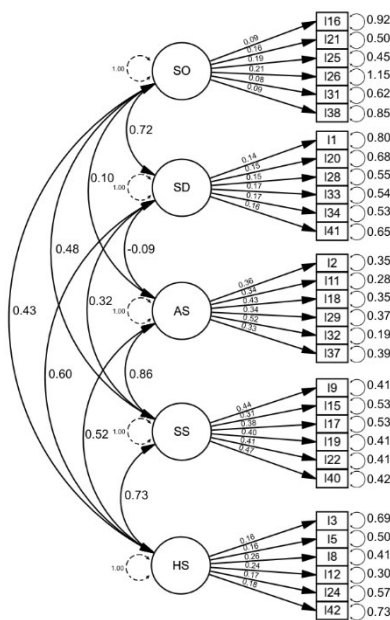 I16 0.92
0.09
I21 0.50
0.16
I25 0.45
0.19
1.00 SO
I26 1.15
0.21
I31 0.62
0.08
I38 0.85
0.09
0.72
I1 0.80
0.14
I20 0.68
0.15
0.10
I28 0.55
0.15
1.00 SD
I33 0.54
0.17
I34 0.53
0.17
I41 0.65
0.16
0.48
-0.09
I2 0.35
0.36
I11 0.28
0.34
0.43
0.32
I18 0.35
0.43
1.00 AS
I29 0.37
0.34
I32 0.19
0.52
I37 0.39
0.33
0.60
0.86
I9 0.41
0.44
I15 0.53
0.31
0.52
I17 0.53
0.38
1.00 SS
I19 0.41
0.40
I22 0.41
0.41
I40 0.42
0.47
0.73
I3 0.69
0.16
I5 0.50
0.16
I8 0.41
0.26
1.00 HS
I12 0.30
0.24
I24 0.57
0.17
I42 0.73
0.18